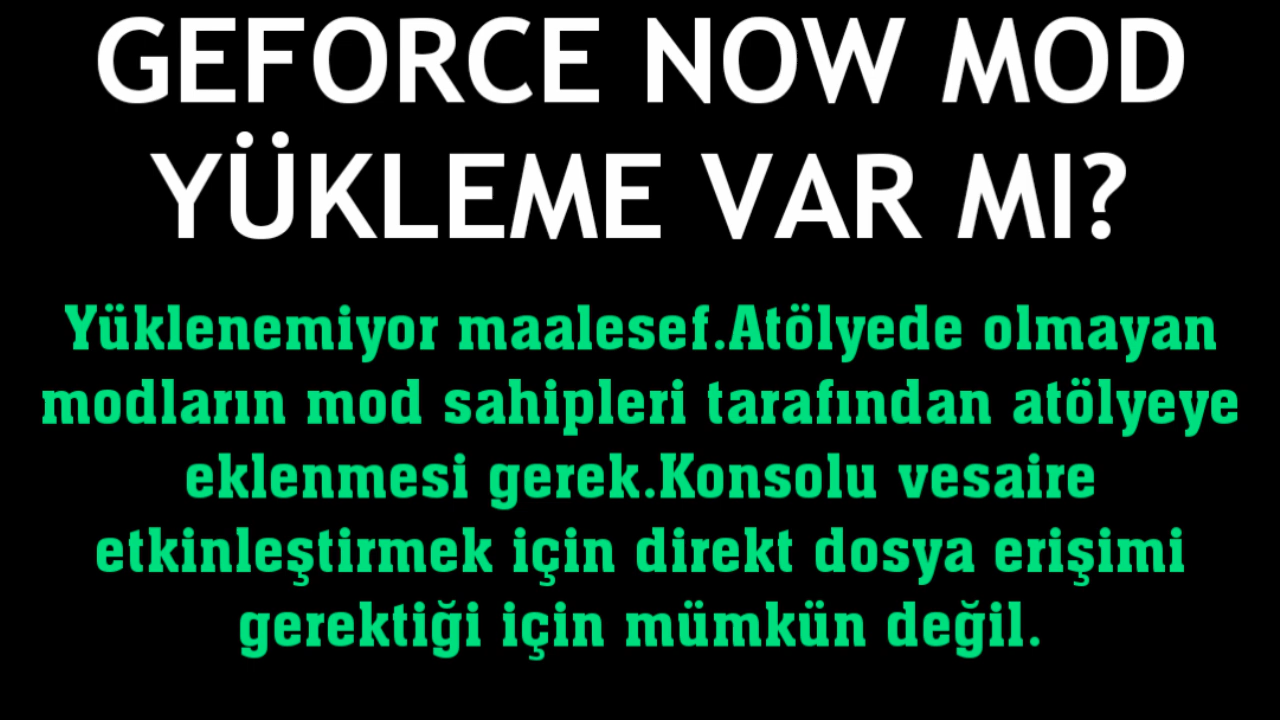 GEFORCE NOW MOD
YÜKLEME VAR MI?
Yüklenemiyor maalesef.Atölyede olmayan
modların mod sahipleri tarafından atölyeye
eklenmesi gerek.Konsolu vesaire
etkinleştirmek için direkt dosya erişimi
gerektiği için mümkün değil.